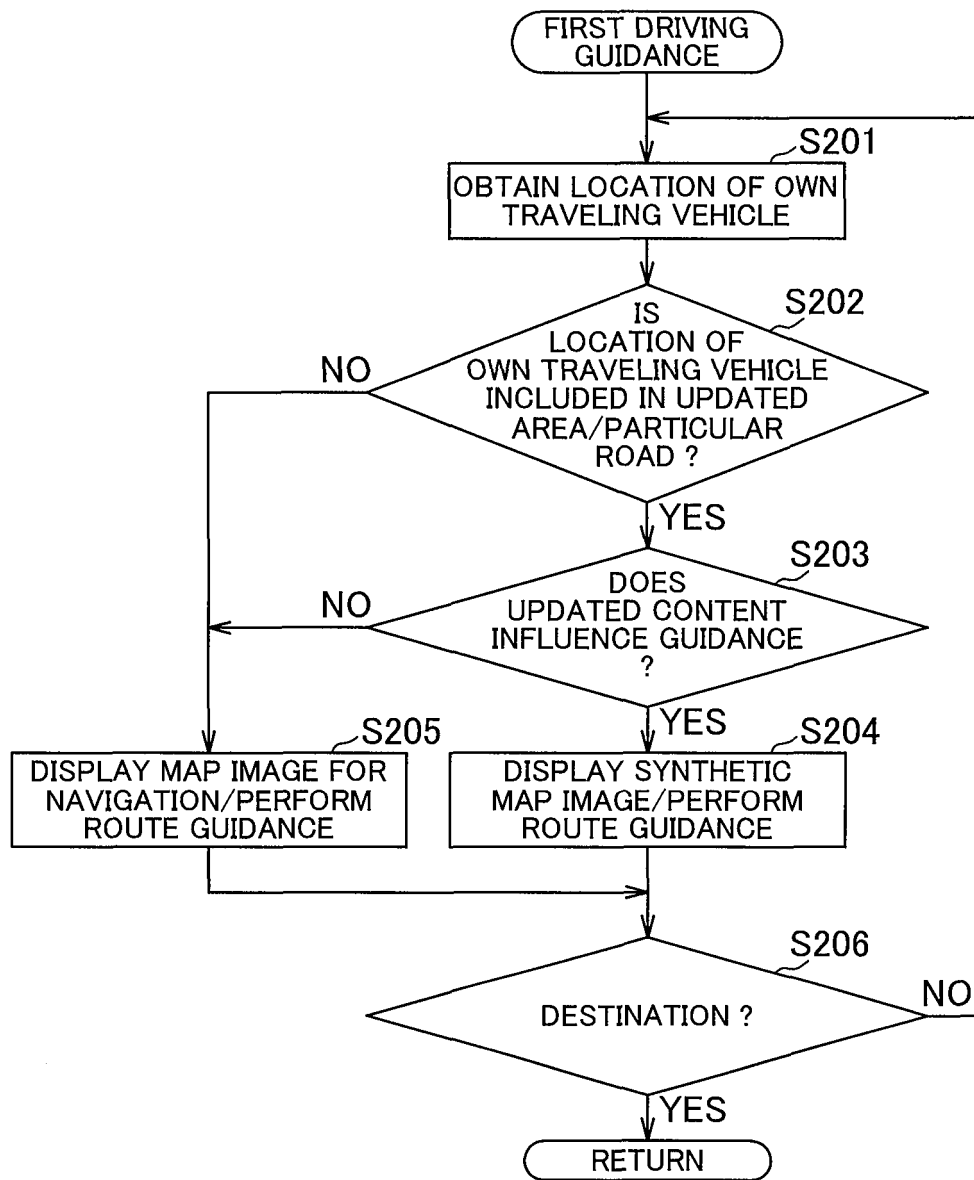 FIRST DRIVING
GUIDANCE
S201
OBTAIN LOCATION OF OWN
TRAVELING VEHICLE
S202
IS
LOCATION OF
OWN TRAVELING VEHICLE
INCLUDED IN UPDATED
AREA/PARTICULAR
ROAD ?
NO
YES
S203
DOES
UPDATED CONTENT
INFLUENCE GUIDANCE
?
NO
YES
S205
DISPLAY MAP IMAGE FOR
NAVIGATION/PERFORM
ROUTE GUIDANCE
S204
DISPLAY SYNTHETIC
MAP IMAGE/PERFORM
ROUTE GUIDANCE
S206
DESTINATION ?
NO
YES
RETURN